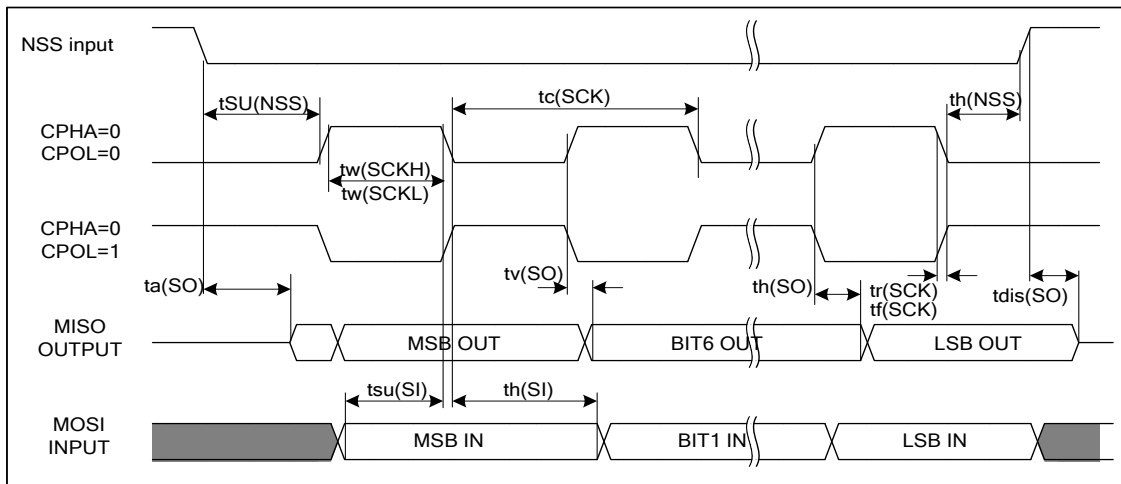 NSS input
tSU(NSS)
tc(SCK)
th(NSS)
CPHA=0
CPOL=0
tw(SCKH)
tw(SCKL)
CPHA=0
CPOL=1
ta(SO)
tv(SO)
th(SO)
tr(SCK)
tf(SCK)
tdis(SO)
MISO
OUTPUT
MSB OUT
BIT6 OUT
LSB OUT
tsu(SI)
th(SI)
MOSI
INPUT
MSB IN
BIT1 IN
LSB IN